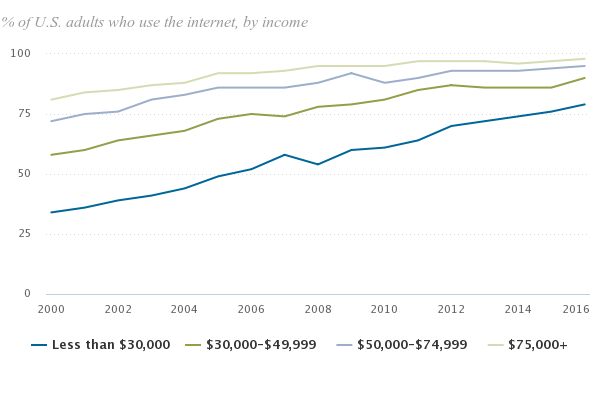 % of U.S. adults who use the internet, by income
100
75
50
25
0
2000 2002 2004 2006 2008 2010 2012 2014 2016
Less than $30,000 $30,000–$49,999 $50,000–$74,999 $75,000+